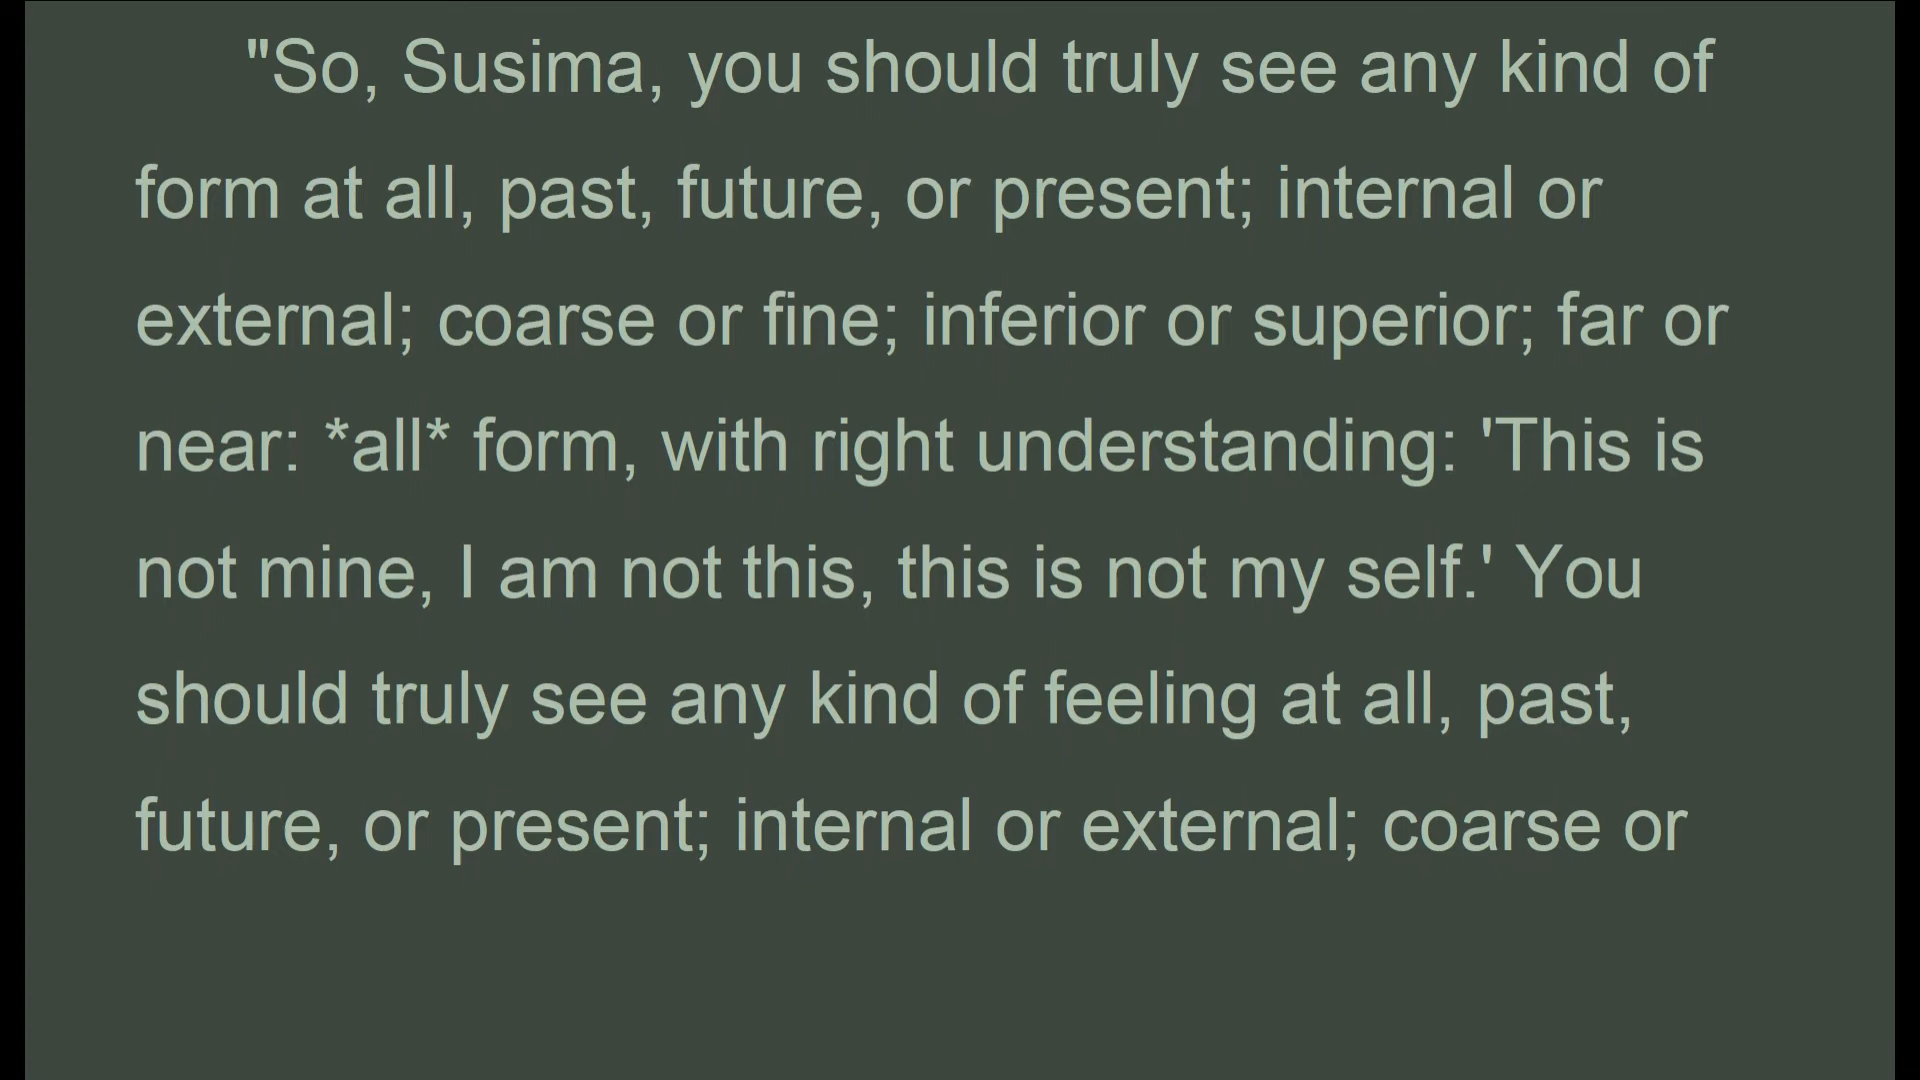 "So, Susima, you should truly see any kind of
form at all, past, future, or present; internal or
external; coarse or fine; inferior or superior; far or
near: *all* form, with right understanding: 'This is
not mine, I am not this, this is not my self.' You
should truly see any kind of feeling at all, past,
future, or present; internal or external; coarse or